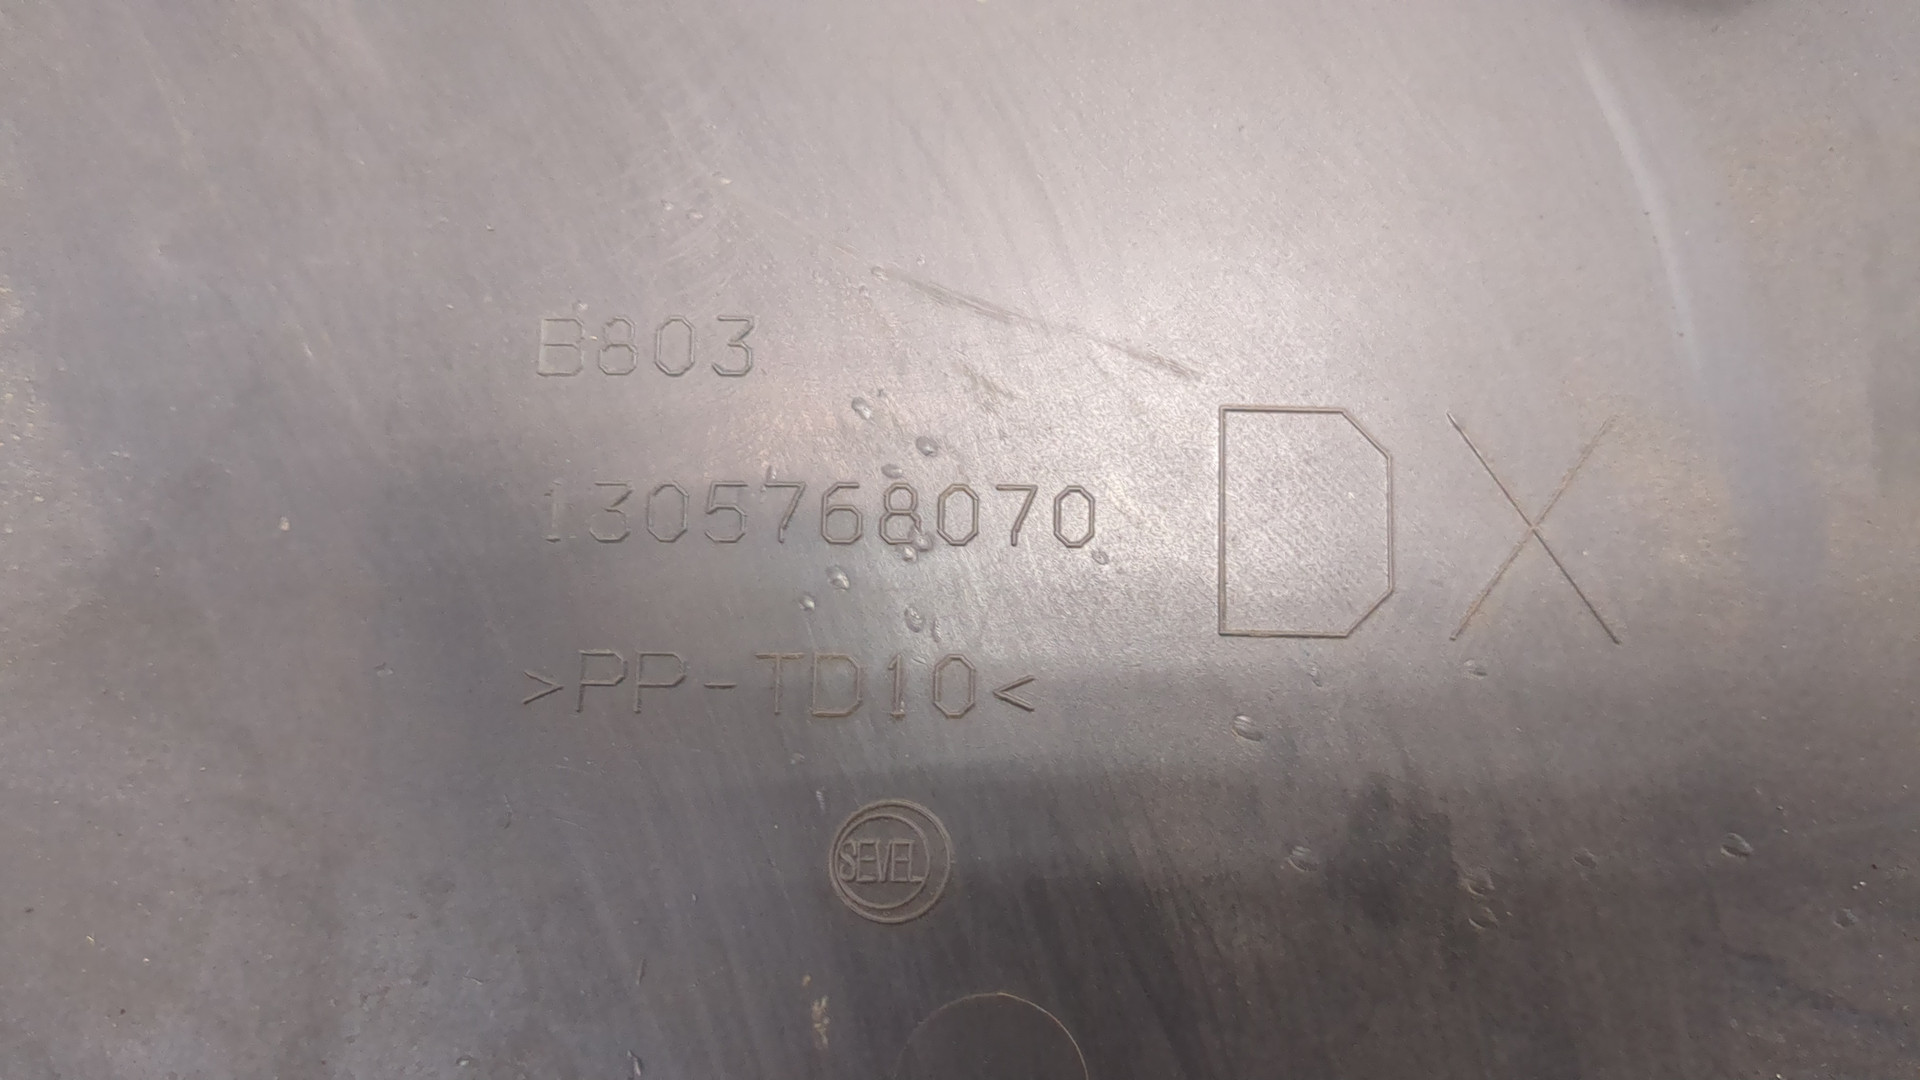 B803
1305768070
DX
>PP-TD10<
SEVEL